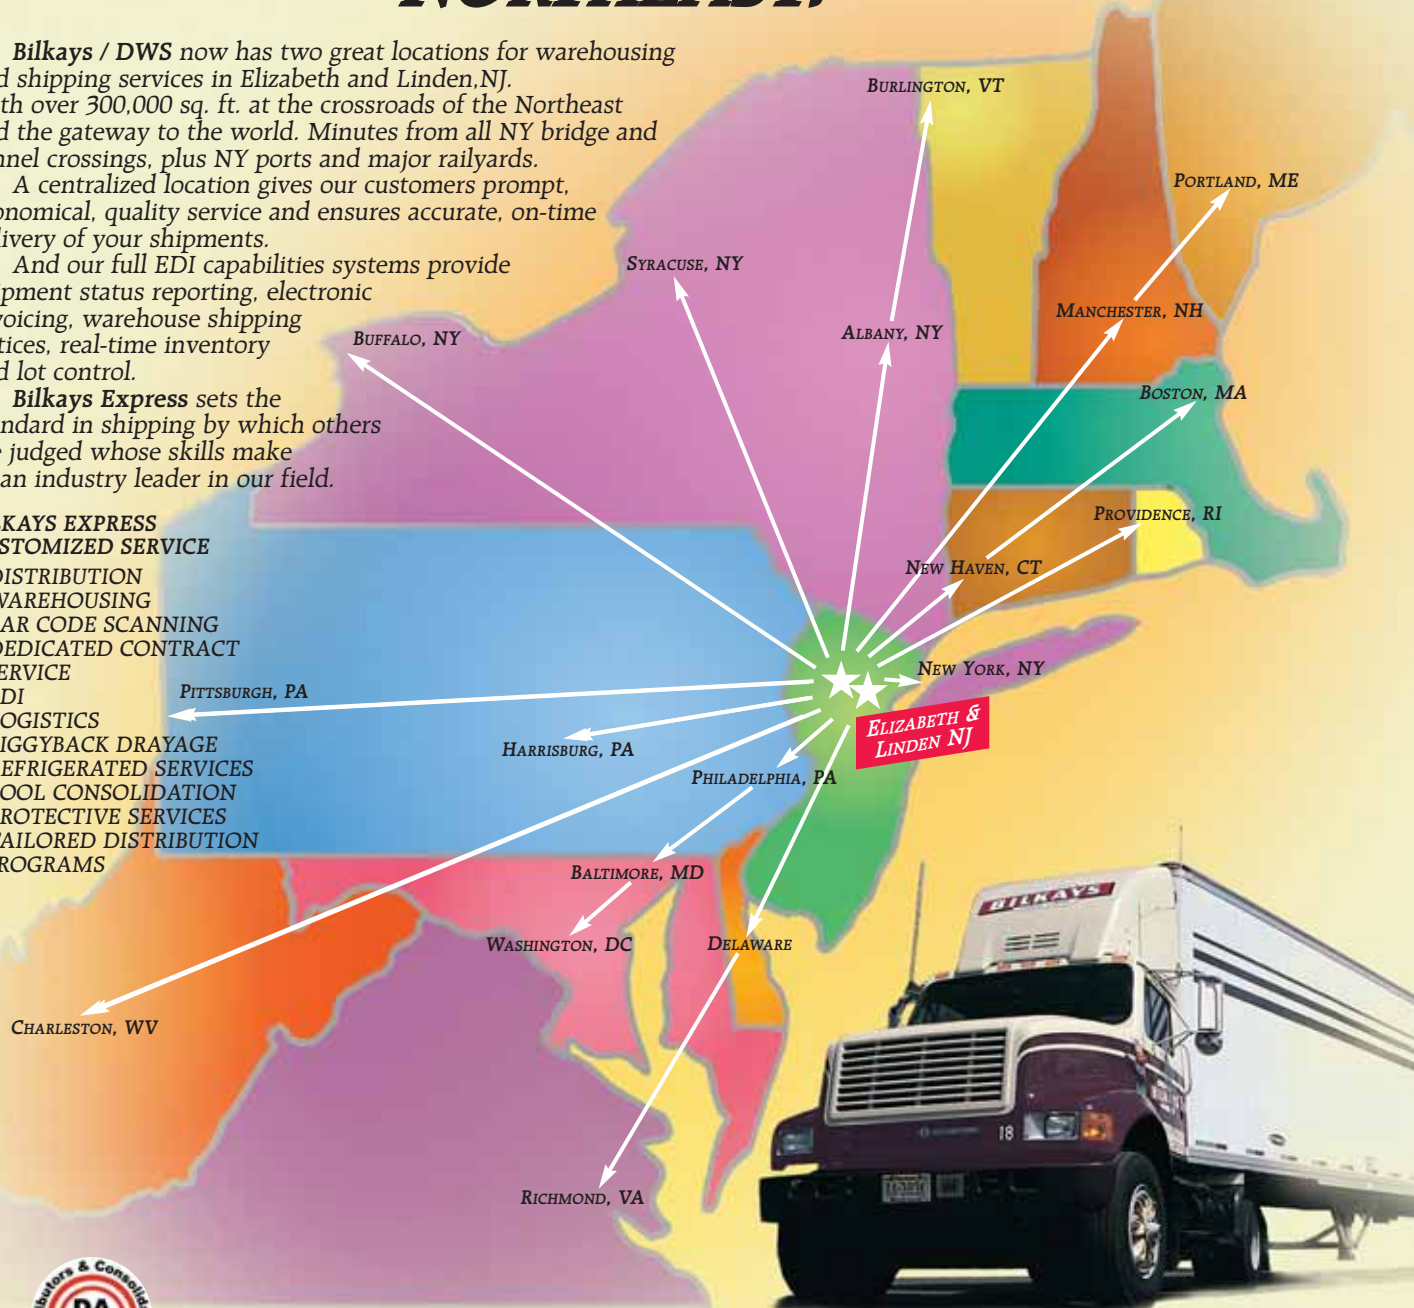 Bilkays / DWS now has two great locations for warehousing
d shipping services in Elizabeth and Linden,NJ.
th over 300,000 sq. ft. at the crossroads of the Northeast
d the gateway to the world. Minutes from all NY bridge and
nnel crossings, plus NY ports and major railyards.
A centralized location gives our customers prompt,
onomical, quality service and ensures accurate, on-time
livery of your shipments.
And our full EDI capabilities systems provide
ipment status reporting, electronic
voicing, warehouse shipping
tices, real-time inventory
d lot control.
Bilkays Express sets the
andard in shipping by which others
e judged whose skills make
an industry leader in our field.
LKAYS EXPRESS
STOMIZED SERVICE
DISTRIBUTION
WAREHOUSING
AR CODE SCANNING
DEDICATED CONTRACT
ERVICE
DI
OGISTICS
IGGYBACK DRAYAGE
EFRIGERATED SERVICES
OOL CONSOLIDATION
ROTECTIVE SERVICES
TAILORED DISTRIBUTION
ROGRAMS
BURLINGTON, VT
PORTLAND, ME
SYRACUSE, NY
MANCHESTER, NH
ALBANY, NY
BUFFALO, NY
BOSTON, MA
PROVIDENCE, RI
NEW HAVEN, CT
NEW YORK, NY
PITTSBURGH, PA
ELIZABETH &
LINDEN NJ
HARRISBURG, PA
PHILADELPHIA, PA
BALTIMORE, MD
WASHINGTON, DC
DELAWARE
CHARLESTON, WV
RICHMOND, VA
BILKAYS
18
butors & Consolida